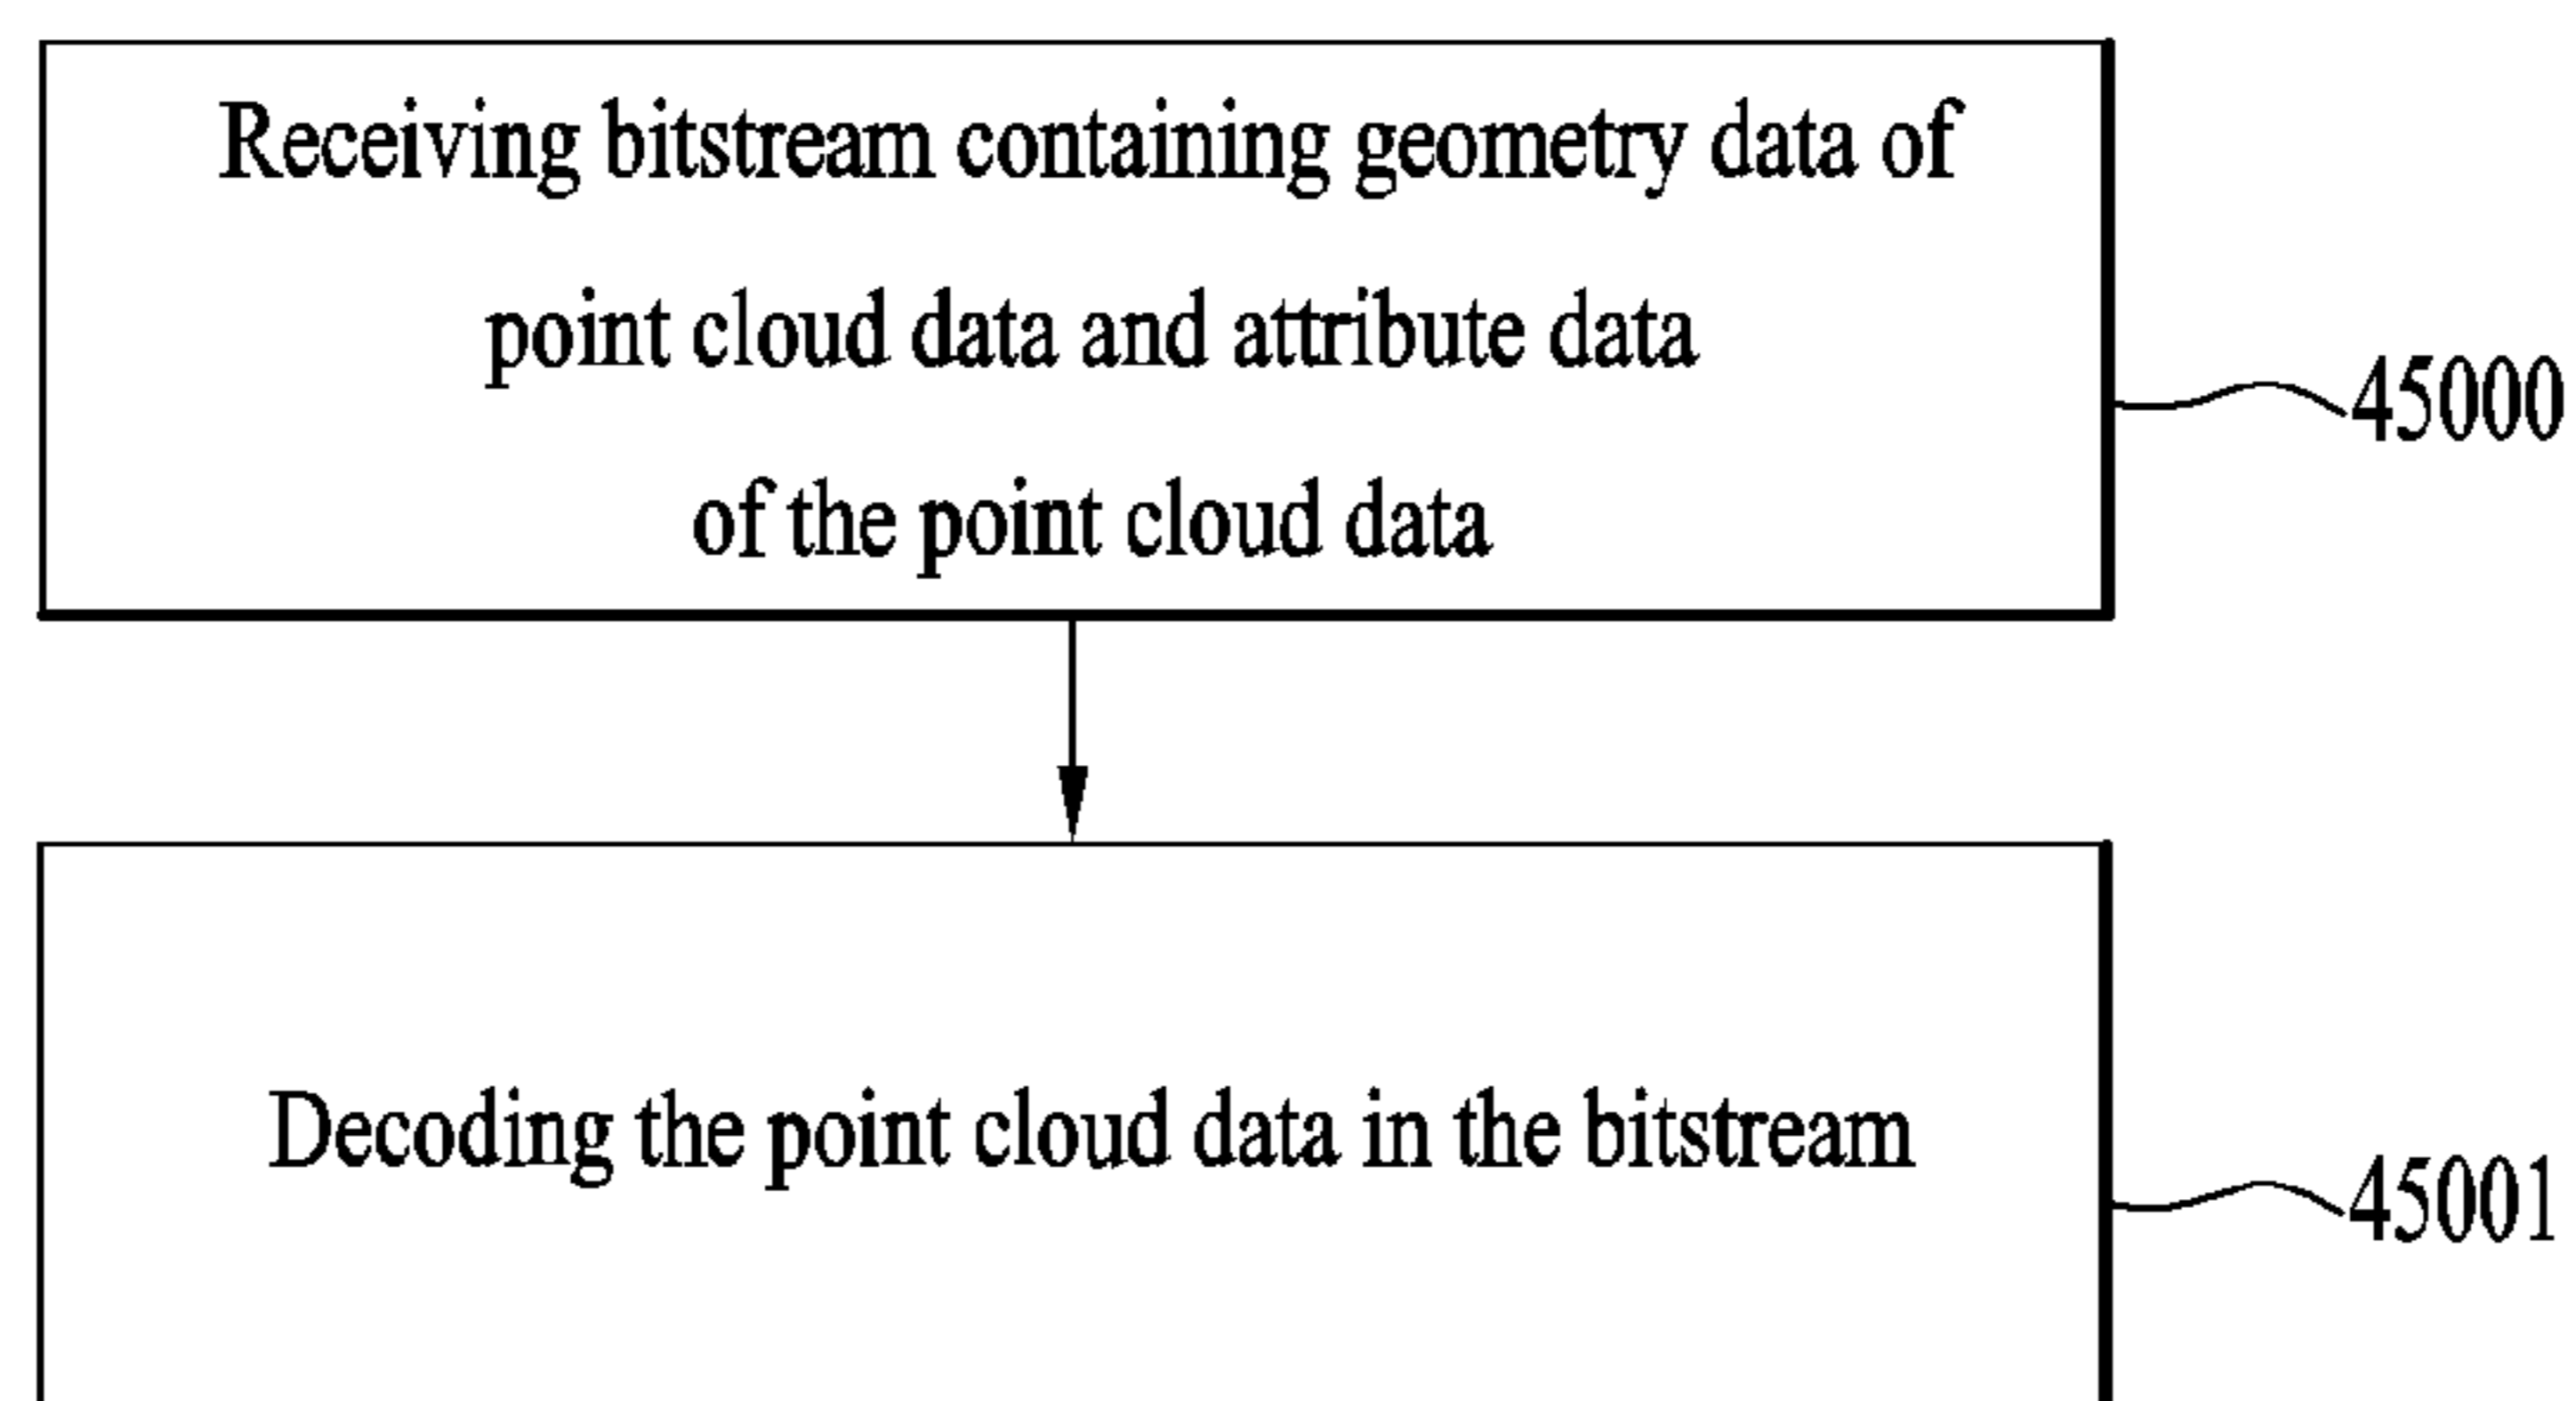 Receiving bitstream containing geometry data of
point cloud data and attribute data
of the point cloud data
45000
Decoding the point cloud data in the bitstream
45001